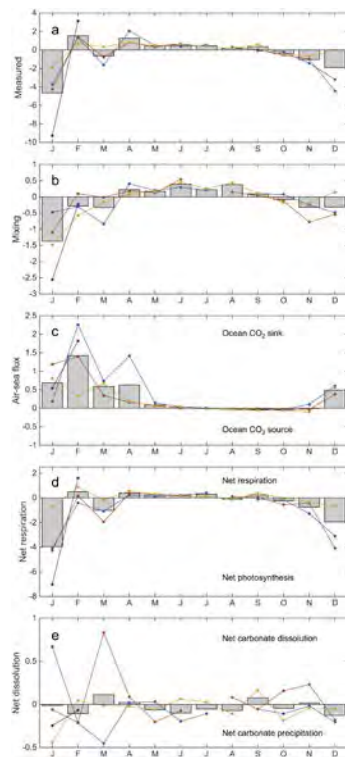 a
Measured
4
2
0
-2
-4
-6
-8
-10
J F M A M J J A S O N D
b
Mixing
1
0.5
0
-0.5
-1
-1.5
-2
-2.5
-3
J F M A M J J A S O N D
c
Air-sea flux
Ocean CO2 sink
Ocean CO2 source
2.5
2
1.5
1
0.5
0
-0.5
-1
J F M A M J J A S O N D
d
Net respiration
Net respiration
Net photosynthesis
2
0
-2
-4
-6
-8
J F M A M J J A S O N D
e
Net dissolution
Net carbonate dissolution
Net carbonate precipitation
1
0.5
0
-0.5
J F M A M J J A S O N D